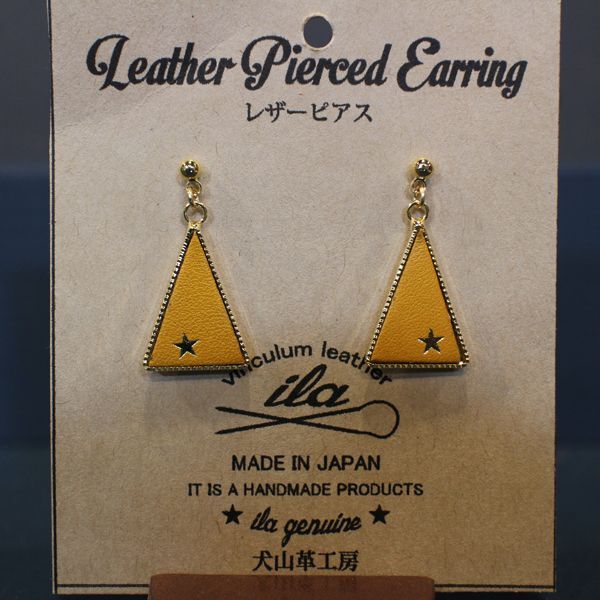 Leather Pierced Earring
レザーピアス
vinculum leather
ila
MADE IN JAPAN
IT IS A HANDMADE PRODUCTS
★ ila genuine ★
犬山革工房